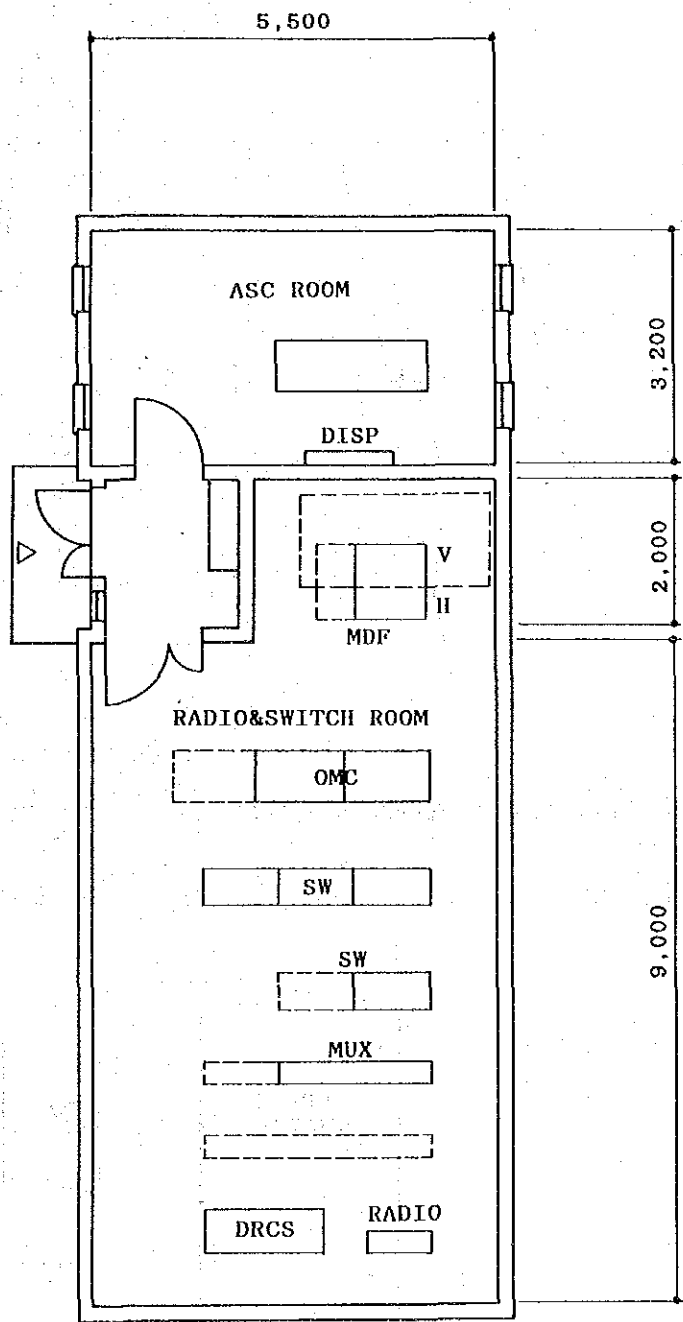 5,500
ASC ROOM
3,200
DISP
2,000
V
H
MDF
RADIO&SWITCH ROOM
OMC
SW
9,000
SW
MUX
DRCS
RADIO